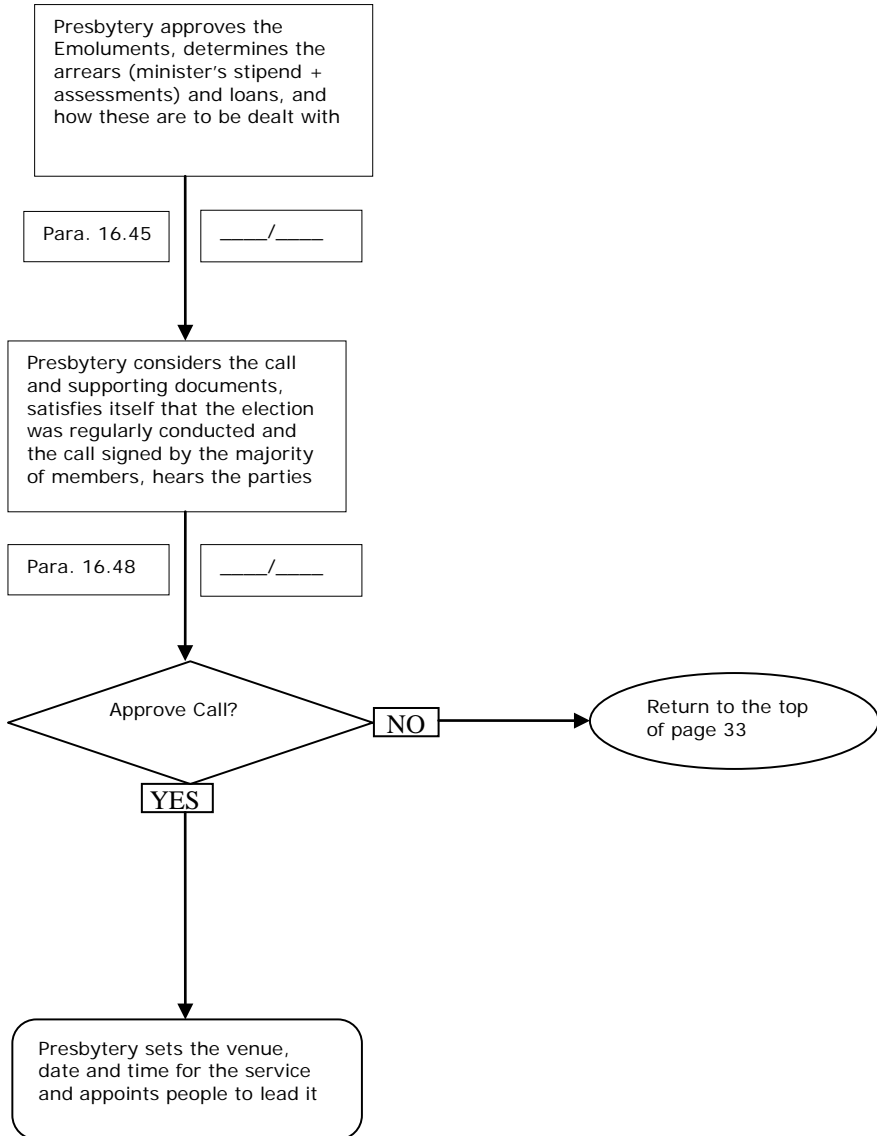 Presbytery approves the
Emoluments, determines the
arrears (minister's stipend +
assessments) and loans, and
how these are to be dealt with
Para. 16.45
____/____
Presbytery considers the call
and supporting documents,
satisfies itself that the election
was regularly conducted and
the call signed by the majority
of members, hears the parties
Para. 16.48
____/____
Approve Call?
NO
Return to the top
of page 33
YES
Presbytery sets the venue,
date and time for the service
and appoints people to lead it